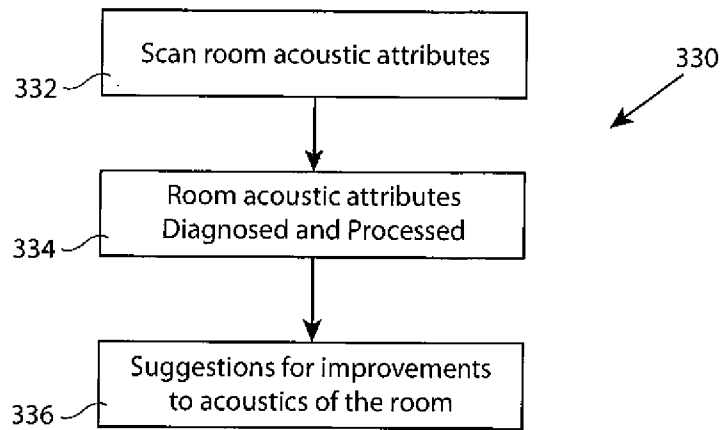 Scan room acoustic attributes
332
330
Room acoustic attributes
Diagnosed and Processed
334
Suggestions for improvements
to acoustics of the room
336